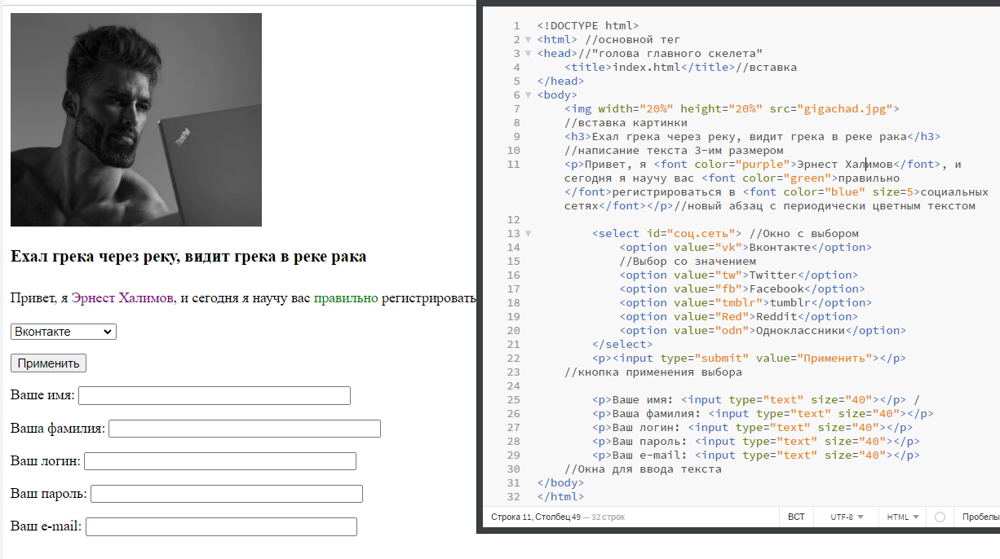 ThinkPad
Ехал грека через реку, видит грека в реке рака
Привет, я Эрнест Халимов, и сегодня я научу вас правильно регистрировать
Вконтакте
Применить
Ваше имя:
Ваша фамилия:
Ваш логин:
Ваш пароль:
Ваш e-mail:
1 <!DOCTYPE html>
2 <html> //основной тег
3 <head>//"голова главного скелета"
4 <title>index.html</title>//вставка
5 </head>
6 <body>
7 <img width="20%" height="20%" src="gigachad.jpg">
8 //вставка картинки
9 <h3>Ехал грека через реку, видит грека в реке рака</h3>
10 //написание текста 3-им размером
11 <p>Привет, я <font color="purple">Эрнест Халимов</font>, и
сегодня я научу вас <font color="green">правильно
</font>регистрироваться в <font color="blue" size=5>социальных
сетях</font></p>//новый абзац с периодически цветным текстом
12
13 <select id="соц.сеть"> //Окно с выбором
14 <option value="vk">Вконтакте</option>
15 //Выбор со значением
16 <option value="tw">Twitter</option>
17 <option value="fb">Facebook</option>
18 <option value="tmblr">tumblr</option>
19 <option value="Red">Reddit</option>
20 <option value="odn">Одноклассники</option>
21 </select>
22 <p><input type="submit" value="Применить"></p>
23 //кнопка применения выбора
24
25 <p>Ваше имя: <input type="text" size="40"></p> /
26 <p>Ваша фамилия: <input type="text" size="40"></p>
27 <p>Ваш логин: <input type="text" size="40"></p>
28 <p>Ваш пароль: <input type="text" size="40"></p>
29 <p>Ваш e-mail: <input type="text" size="40"></p>
30 //Окна для ввода текста
31 </body>
32 </html>
Строка 11, Столбец 49 — 32 строк ВСТ UTF-8 HTML Пробелы